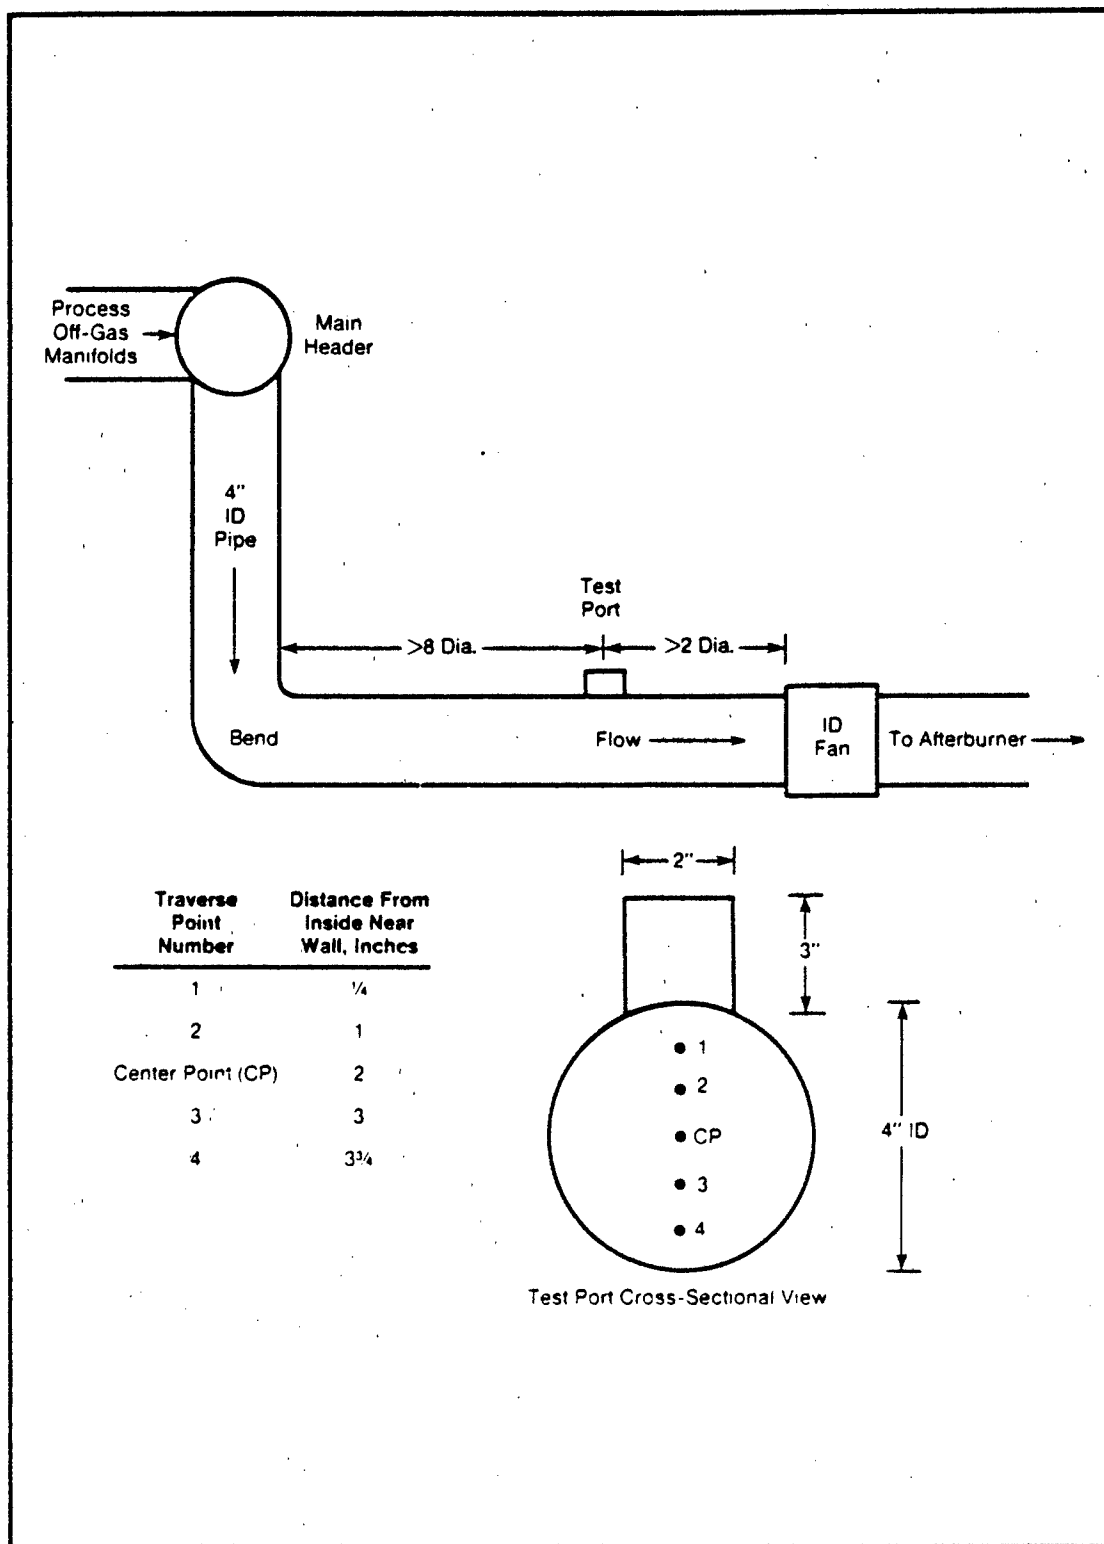 Process
Off-Gas
Manifolds
Main
Header
4"
ID
Pipe
Test
Port
>8 Dia.
>2 Dia.
Bend
Flow
ID
Fan
To Afterburner
Traverse
Point
Number
Distance From
Inside Near
Wall, Inches
1 ¼
2 1
Center Point (CP) 2
3 3
4 3¾
2"
3"
1
2
CP
3
4
4" ID
Test Port Cross-Sectional View